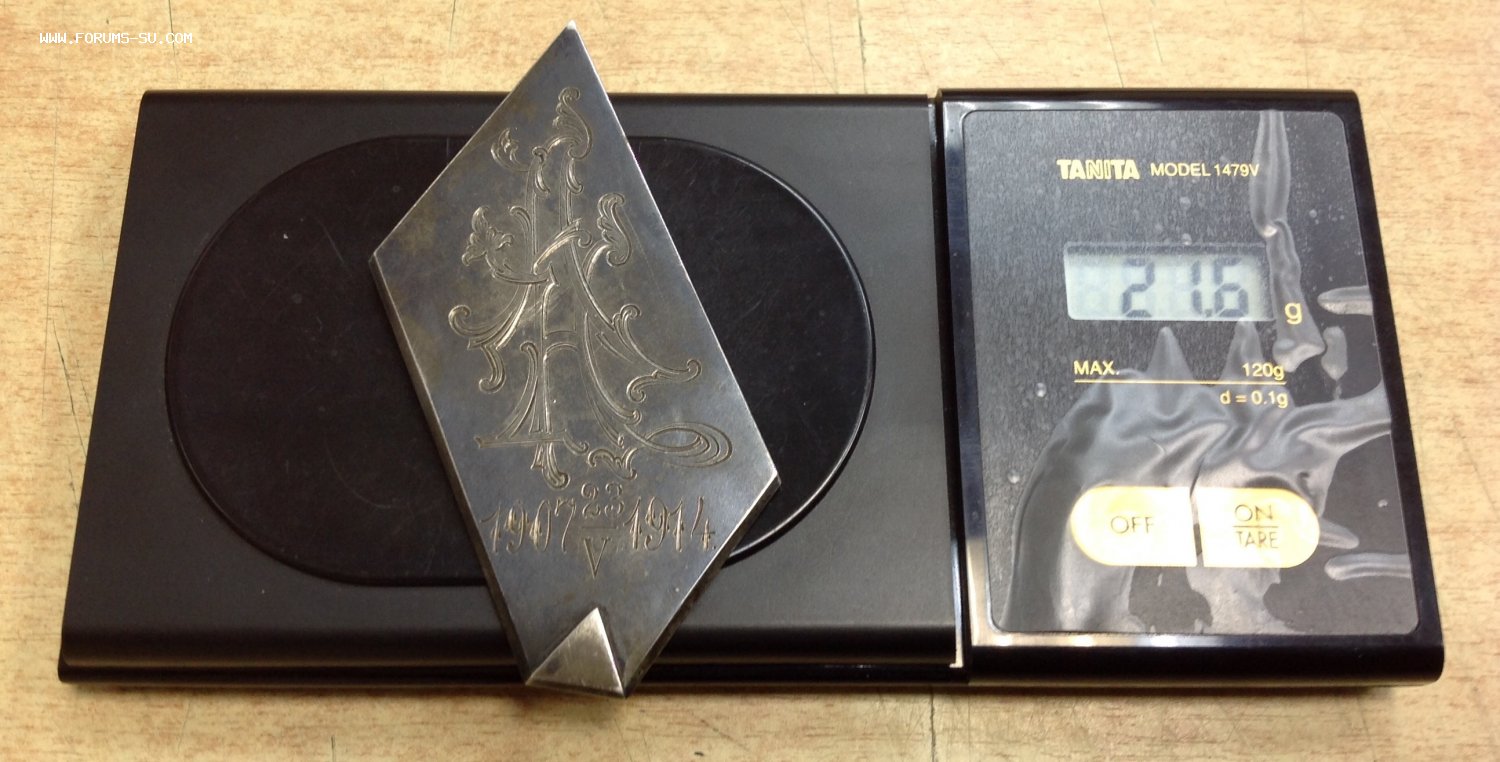 WWW.FORUMS-SU.COM
TANITA MODEL 1479V
21.6 g
MAX. 120g
d = 0.1g
OFF
ON
TARE
1907 23 1914
V